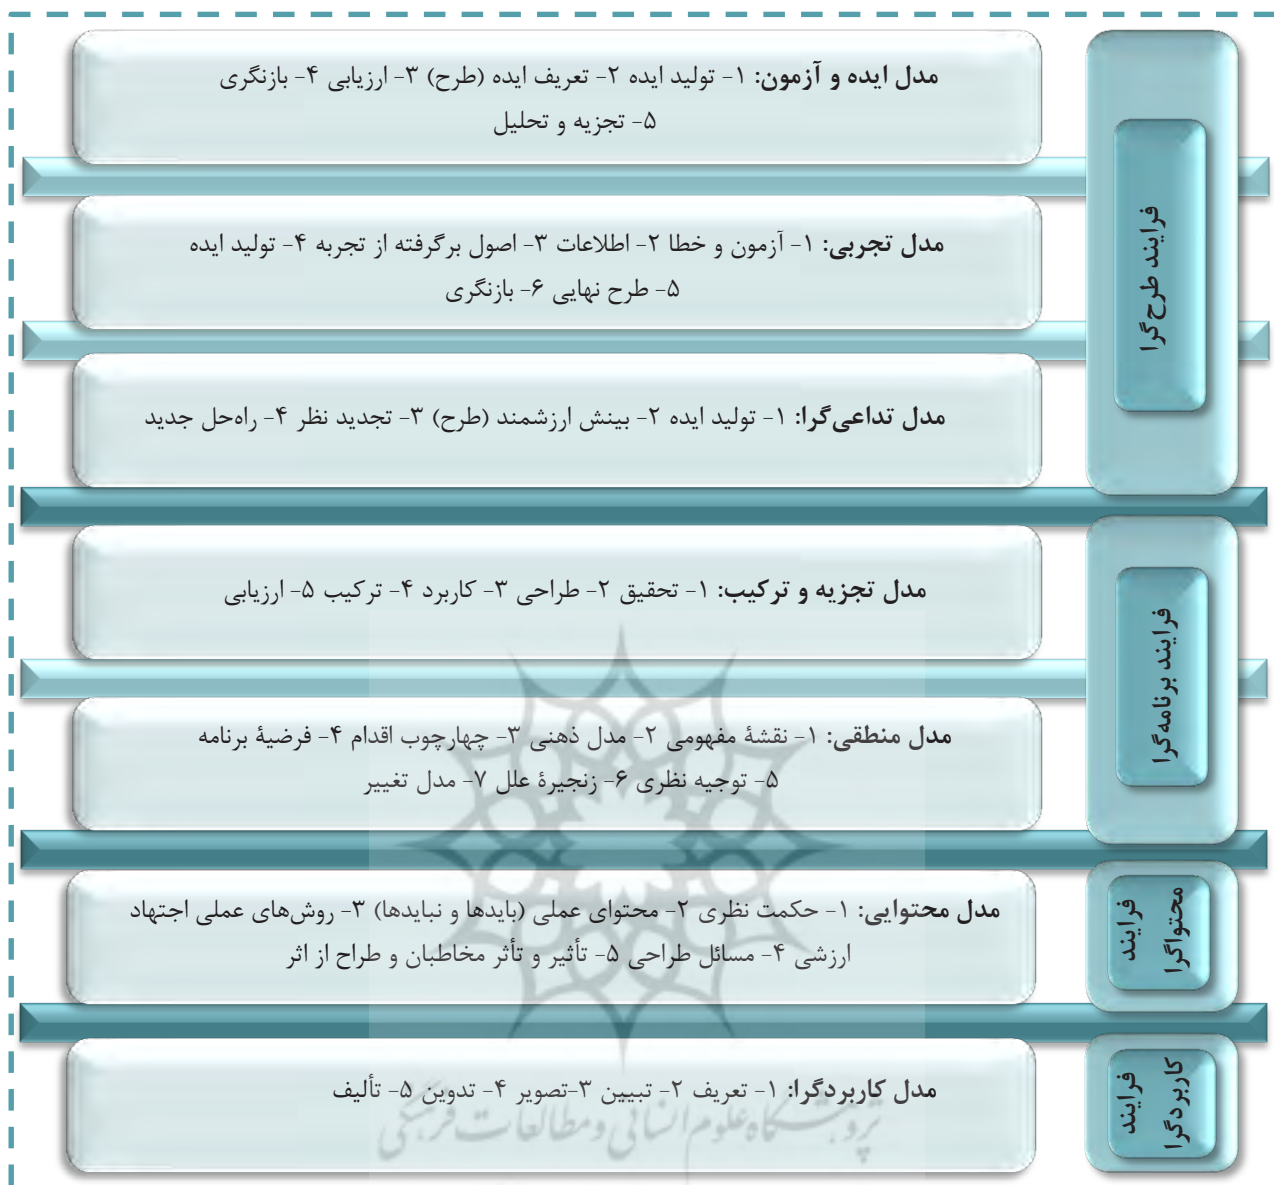 فرایند طرح‌گرا
مدل ایده و آزمون: ۱- تولید ایده ۲- تعریف ایده (طرح) ۳- ارزیابی ۴- بازنگری
۵- تجزیه و تحلیل
مدل تجربی: ۱- آزمون و خطا ۲- اطلاعات ۳- اصول برگرفته از تجربه ۴- تولید ایده
۵- طرح نهایی ۶- بازنگری
مدل تداعی‌گرا: ۱- تولید ایده ۲- بینش ارزشمند (طرح) ۳- تجدید نظر ۴- راه‌حل جدید
فرایند برنامه‌گرا
مدل تجزیه و ترکیب: ۱- تحقیق ۲- طراحی ۳- کاربرد ۴- ترکیب ۵- ارزیابی
مدل منطقی: ۱- نقشهٔ مفهومی ۲- مدل ذهنی ۳- چهارچوب اقدام ۴- فرضیهٔ برنامه
۵- توجیه نظری ۶- زنجیرهٔ علل ۷- مدل تغییر
فرایند
محتواگرا
مدل محتوایی: ۱- حکمت نظری ۲- محتوای عملی (بایدها و نبایدها) ۳- روش‌های عملی اجتهاد
ارزشی ۴- مسائل طراحی ۵- تأثیر و تأثر مخاطبان و طراح از اثر
فرایند
کاربردگرا
مدل کاربردگرا: ۱- تعریف ۲- تبیین ۳-تصویر ۴- تدوین ۵- تألیف
پژوهشگاه علوم انسانی و مطالعات فرهنگی